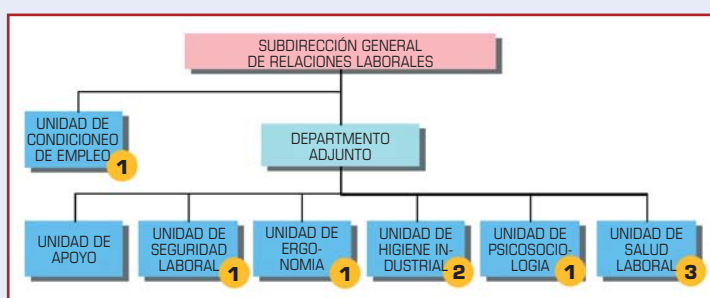 SUBDIRECCIÓN GENERAL
DE RELACIONES LABORALES
UNIDAD DE
CONDICIONEO
DE EMPLEO
1
DEPARTMENTO
ADJUNTO
UNIDAD DE
APOYO
UNIDAD DE
SEGURIDAD
LABORAL
1
UNIDAD DE
ERGO-
NOMIA
1
UNIDAD DE
HIGIENE IN-
DUSTRIAL
2
UNIDAD DE
PSICOSOCIO-
LOGIA
1
UNIDAD DE
SALUD
LABORAL
3